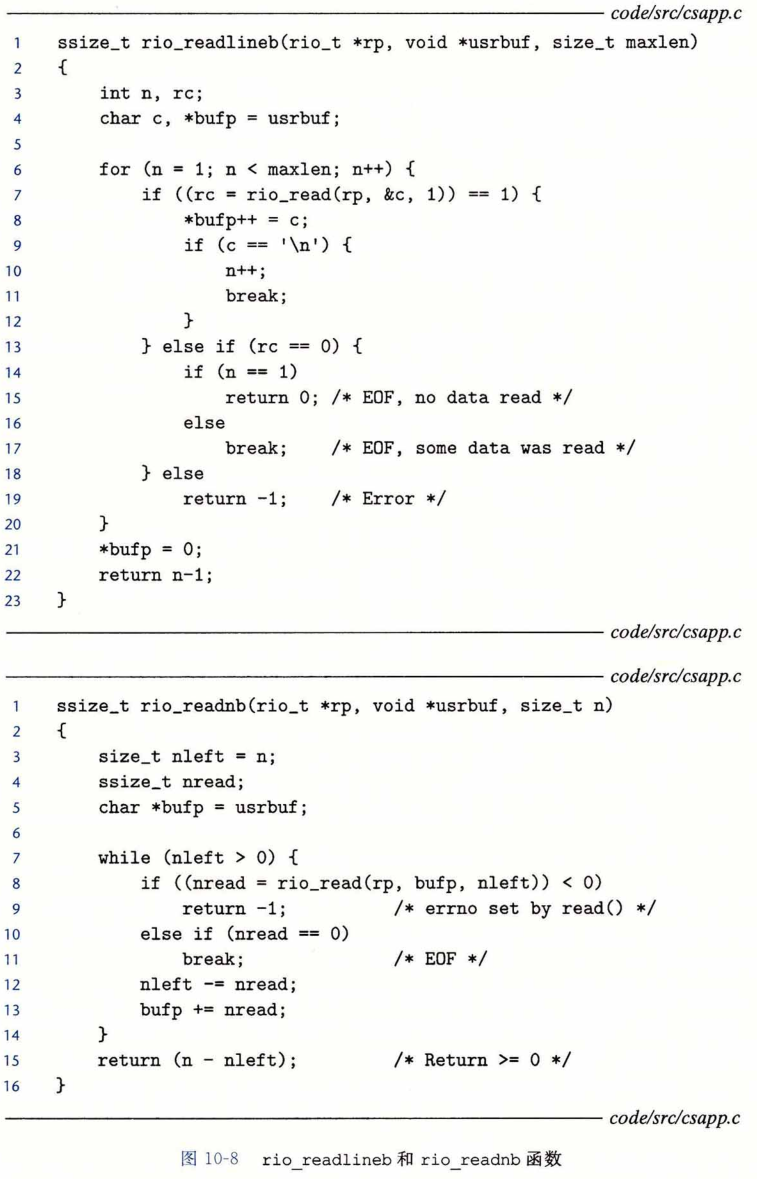 code/src/csapp.c
1 ssize_t rio_readlineb(rio_t *rp, void *usrbuf, size_t maxlen)
2 {
3     int n, rc;
4     char c, *bufp = usrbuf;
5
6     for (n = 1; n < maxlen; n++) {
7         if ((rc = rio_read(rp, &c, 1)) == 1) {
8             *bufp++ = c;
9             if (c == '\n') {
10                 n++;
11                 break;
12             }
13         } else if (rc == 0) {
14             if (n == 1)
15                 return 0; /* EOF, no data read */
16             else
17                 break;    /* EOF, some data was read */
18         } else
19             return -1;    /* Error */
20     }
21     *bufp = 0;
22     return n-1;
23 }
code/src/csapp.c
code/src/csapp.c
1 ssize_t rio_readnb(rio_t *rp, void *usrbuf, size_t n)
2 {
3     size_t nleft = n;
4     ssize_t nread;
5     char *bufp = usrbuf;
6
7     while (nleft > 0) {
8         if ((nread = rio_read(rp, bufp, nleft)) < 0)
9             return -1;          /* errno set by read() */
10         else if (nread == 0)
11             break;              /* EOF */
12         nleft -= nread;
13         bufp += nread;
14     }
15     return (n - nleft);         /* Return >= 0 */
16 }
code/src/csapp.c
图 10-8 rio_readlineb 和 rio_readnb 函数